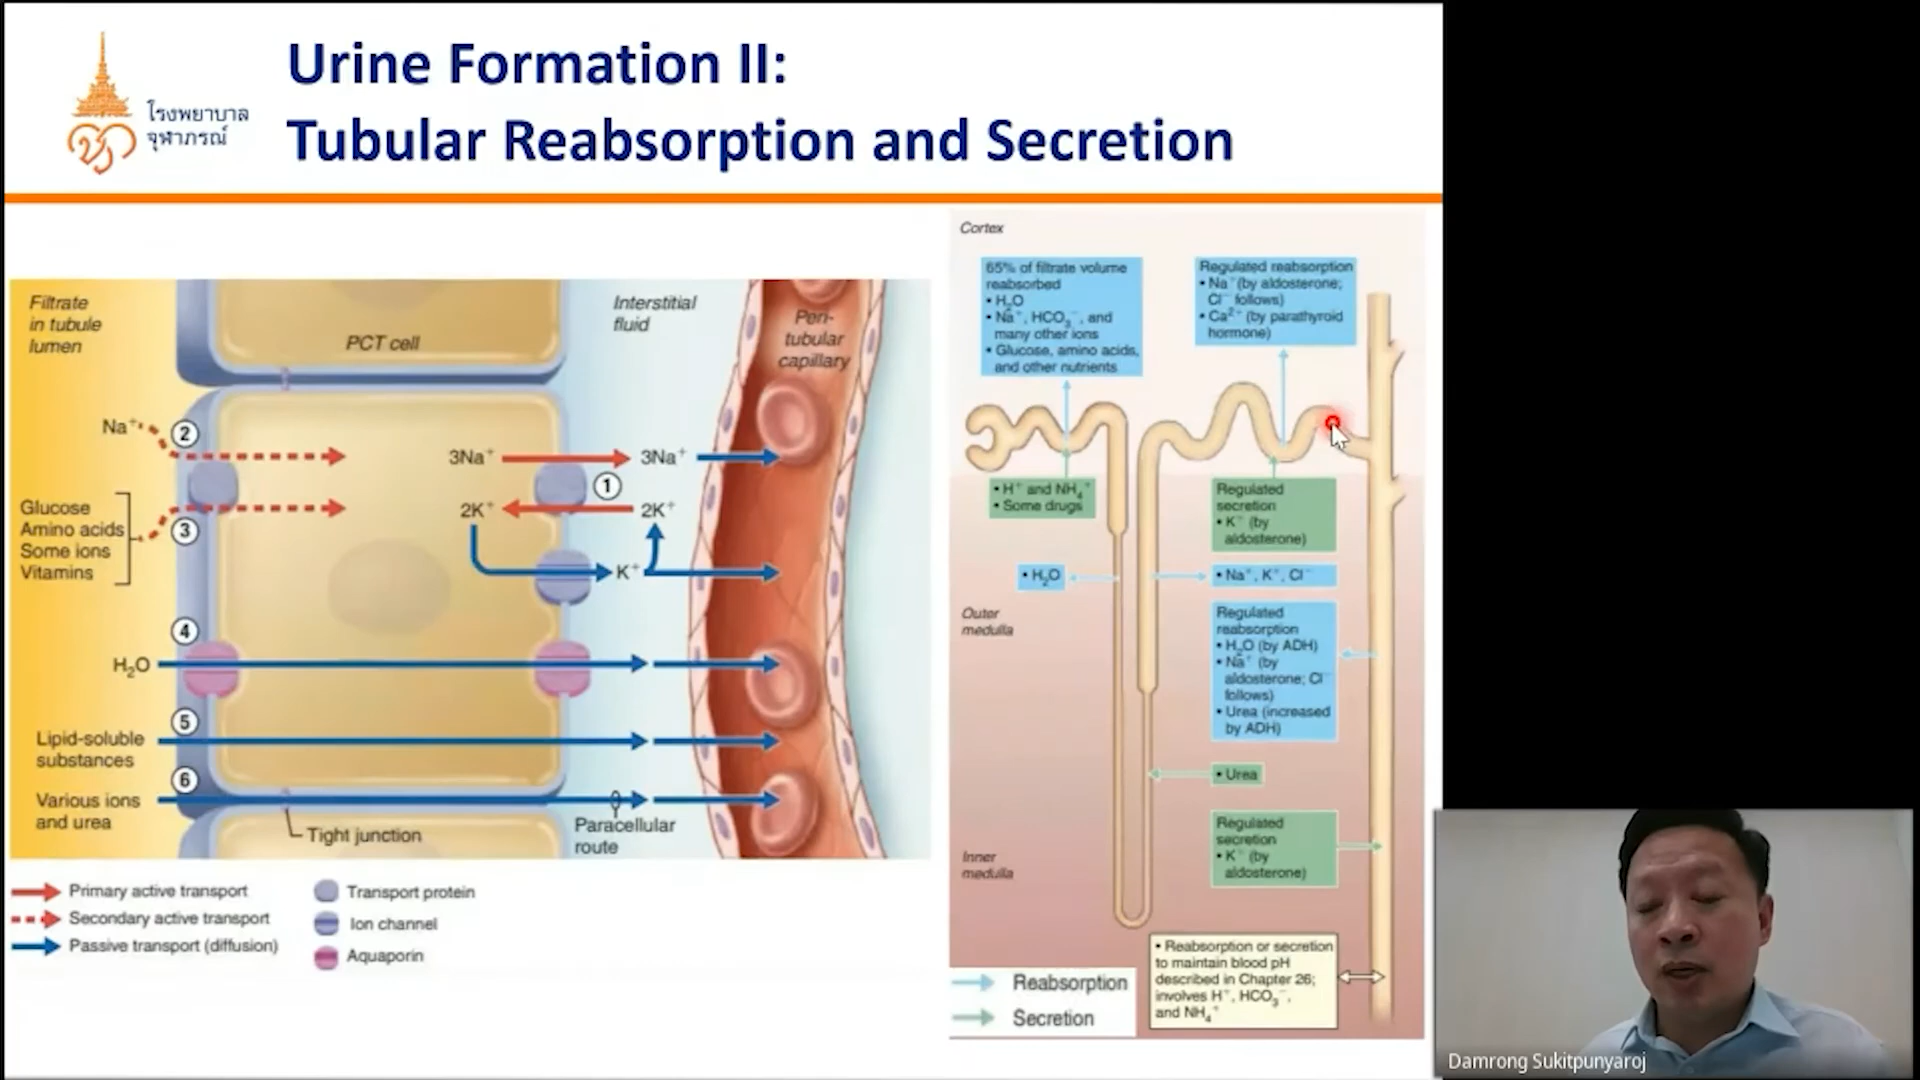 โรงพยาบาล
จุฬาภรณ์
Urine Formation II:
Tubular Reabsorption and Secretion
Filtrate
in tubule
lumen
PCT cell
Interstitial
fluid
Peri-
tubular
capillary
Na⁺
2
3Na⁺
3Na⁺
1
Glucose
Amino acids
Some ions
Vitamins
3
2K⁺
2K⁺
K⁺
4
H₂O
5
Lipid-soluble
substances
6
Various ions
and urea
Tight junction
Paracellular
route
Primary active transport
Secondary active transport
Passive transport (diffusion)
Transport protein
Ion channel
Aquaporin
Cortex
65% of filtrate volume
reabsorbed
• H₂O
• Na⁺, HCO₃⁻, and
many other ions
• Glucose, amino acids,
and other nutrients
Regulated reabsorption
• Na⁺ (by aldosterone;
Cl⁻ follows)
• Ca²⁺ (by parathyroid
hormone)
• H⁺ and NH₄⁺
• Some drugs
Regulated
secretion
• K⁺ (by
aldosterone)
• H₂O
• Na⁺, K⁺, Cl⁻
Outer
medulla
Regulated
reabsorption
• H₂O (by ADH)
• Na⁺ (by
aldosterone; Cl⁻
follows)
• Urea (increased
by ADH)
• Urea
Regulated
secretion
• K⁺ (by
aldosterone)
Inner
medulla
• Reabsorption or secretion
to maintain blood pH
described in Chapter 26;
involves H⁺, HCO₃⁻,
and NH₄⁺
Reabsorption
Secretion
Damrong Sukitpunyaroj